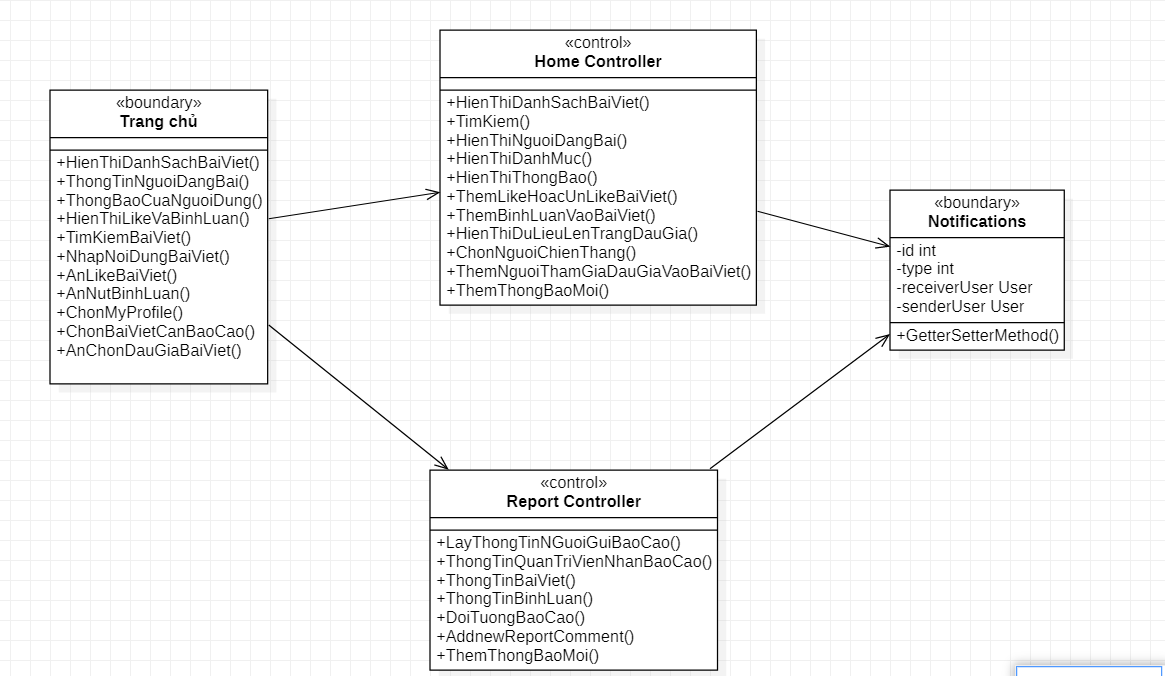 «boundary»
Trang chủ
+HienThiDanhSachBaiViet()
+ThongTinNguoiDangBai()
+ThongBaoCuaNguoiDung()
+HienThiLikeVaBinhLuan()
+TimKiemBaiViet()
+NhapNoiDungBaiViet()
+AnLikeBaiViet()
+AnNutBinhLuan()
+ChonMyProfile()
+ChonBaiVietCanBaoCao()
+AnChonDauGiaBaiViet()
«control»
Home Controller
+HienThiDanhSachBaiViet()
+TimKiem()
+HienThiNguoiDangBai()
+HienThiDanhMuc()
+HienThiThongBao()
+ThemLikeHoacUnLikeBaiViet()
+ThemBinhLuanVaoBaiViet()
+HienThiDuLieuLenTrangDauGia()
+ChonNguoiChienThang()
+ThemNguoiThamGiaDauGiaVaoBaiViet()
+ThemThongBaoMoi()
«boundary»
Notifications
-id int
-type int
-receiverUser User
-senderUser User
+GetterSetterMethod()
«control»
Report Controller
+LayThongTinNGuoiGuiBaoCao()
+ThongTinQuanTriVienNhanBaoCao()
+ThongTinBaiViet()
+ThongTinBinhLuan()
+DoiTuongBaoCao()
+AddnewReportComment()
+ThemThongBaoMoi()